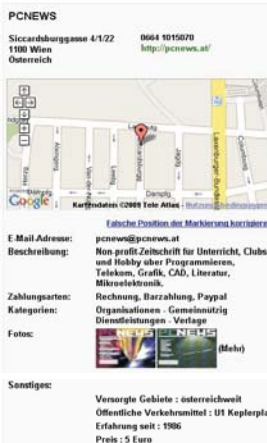 PCNEWS
Siccardsburggasse 4/1/22 0664 1015070
1100 Wien http://pcnews.at/
Österreich
Dampfg
Google Kartendaten ©2009 Tele Atlas - Nutzungsbedingungen
Falsche Position der Markierung korrigiere
E-Mail-Adresse: pcnews@pcnews.at
Beschreibung: Non-profit-Zeitschrift für Unterricht, Clubs
und Hobby über Programmieren,
Telekom, Grafik, CAD, Literatur,
Mikroelektronik.
Zahlungsarten: Rechnung, Barzahlung, Paypal
Kategorien: Organisationen - Gemeinnützig
Dienstleistungen - Verlage
Fotos: (Mehr)
Sonstiges:
Versorgte Gebiete : österreichweit
Öffentliche Verkehrsmittel : U1 Keplerpla
Erfahrung seit : 1986
Preis : 5 Euro